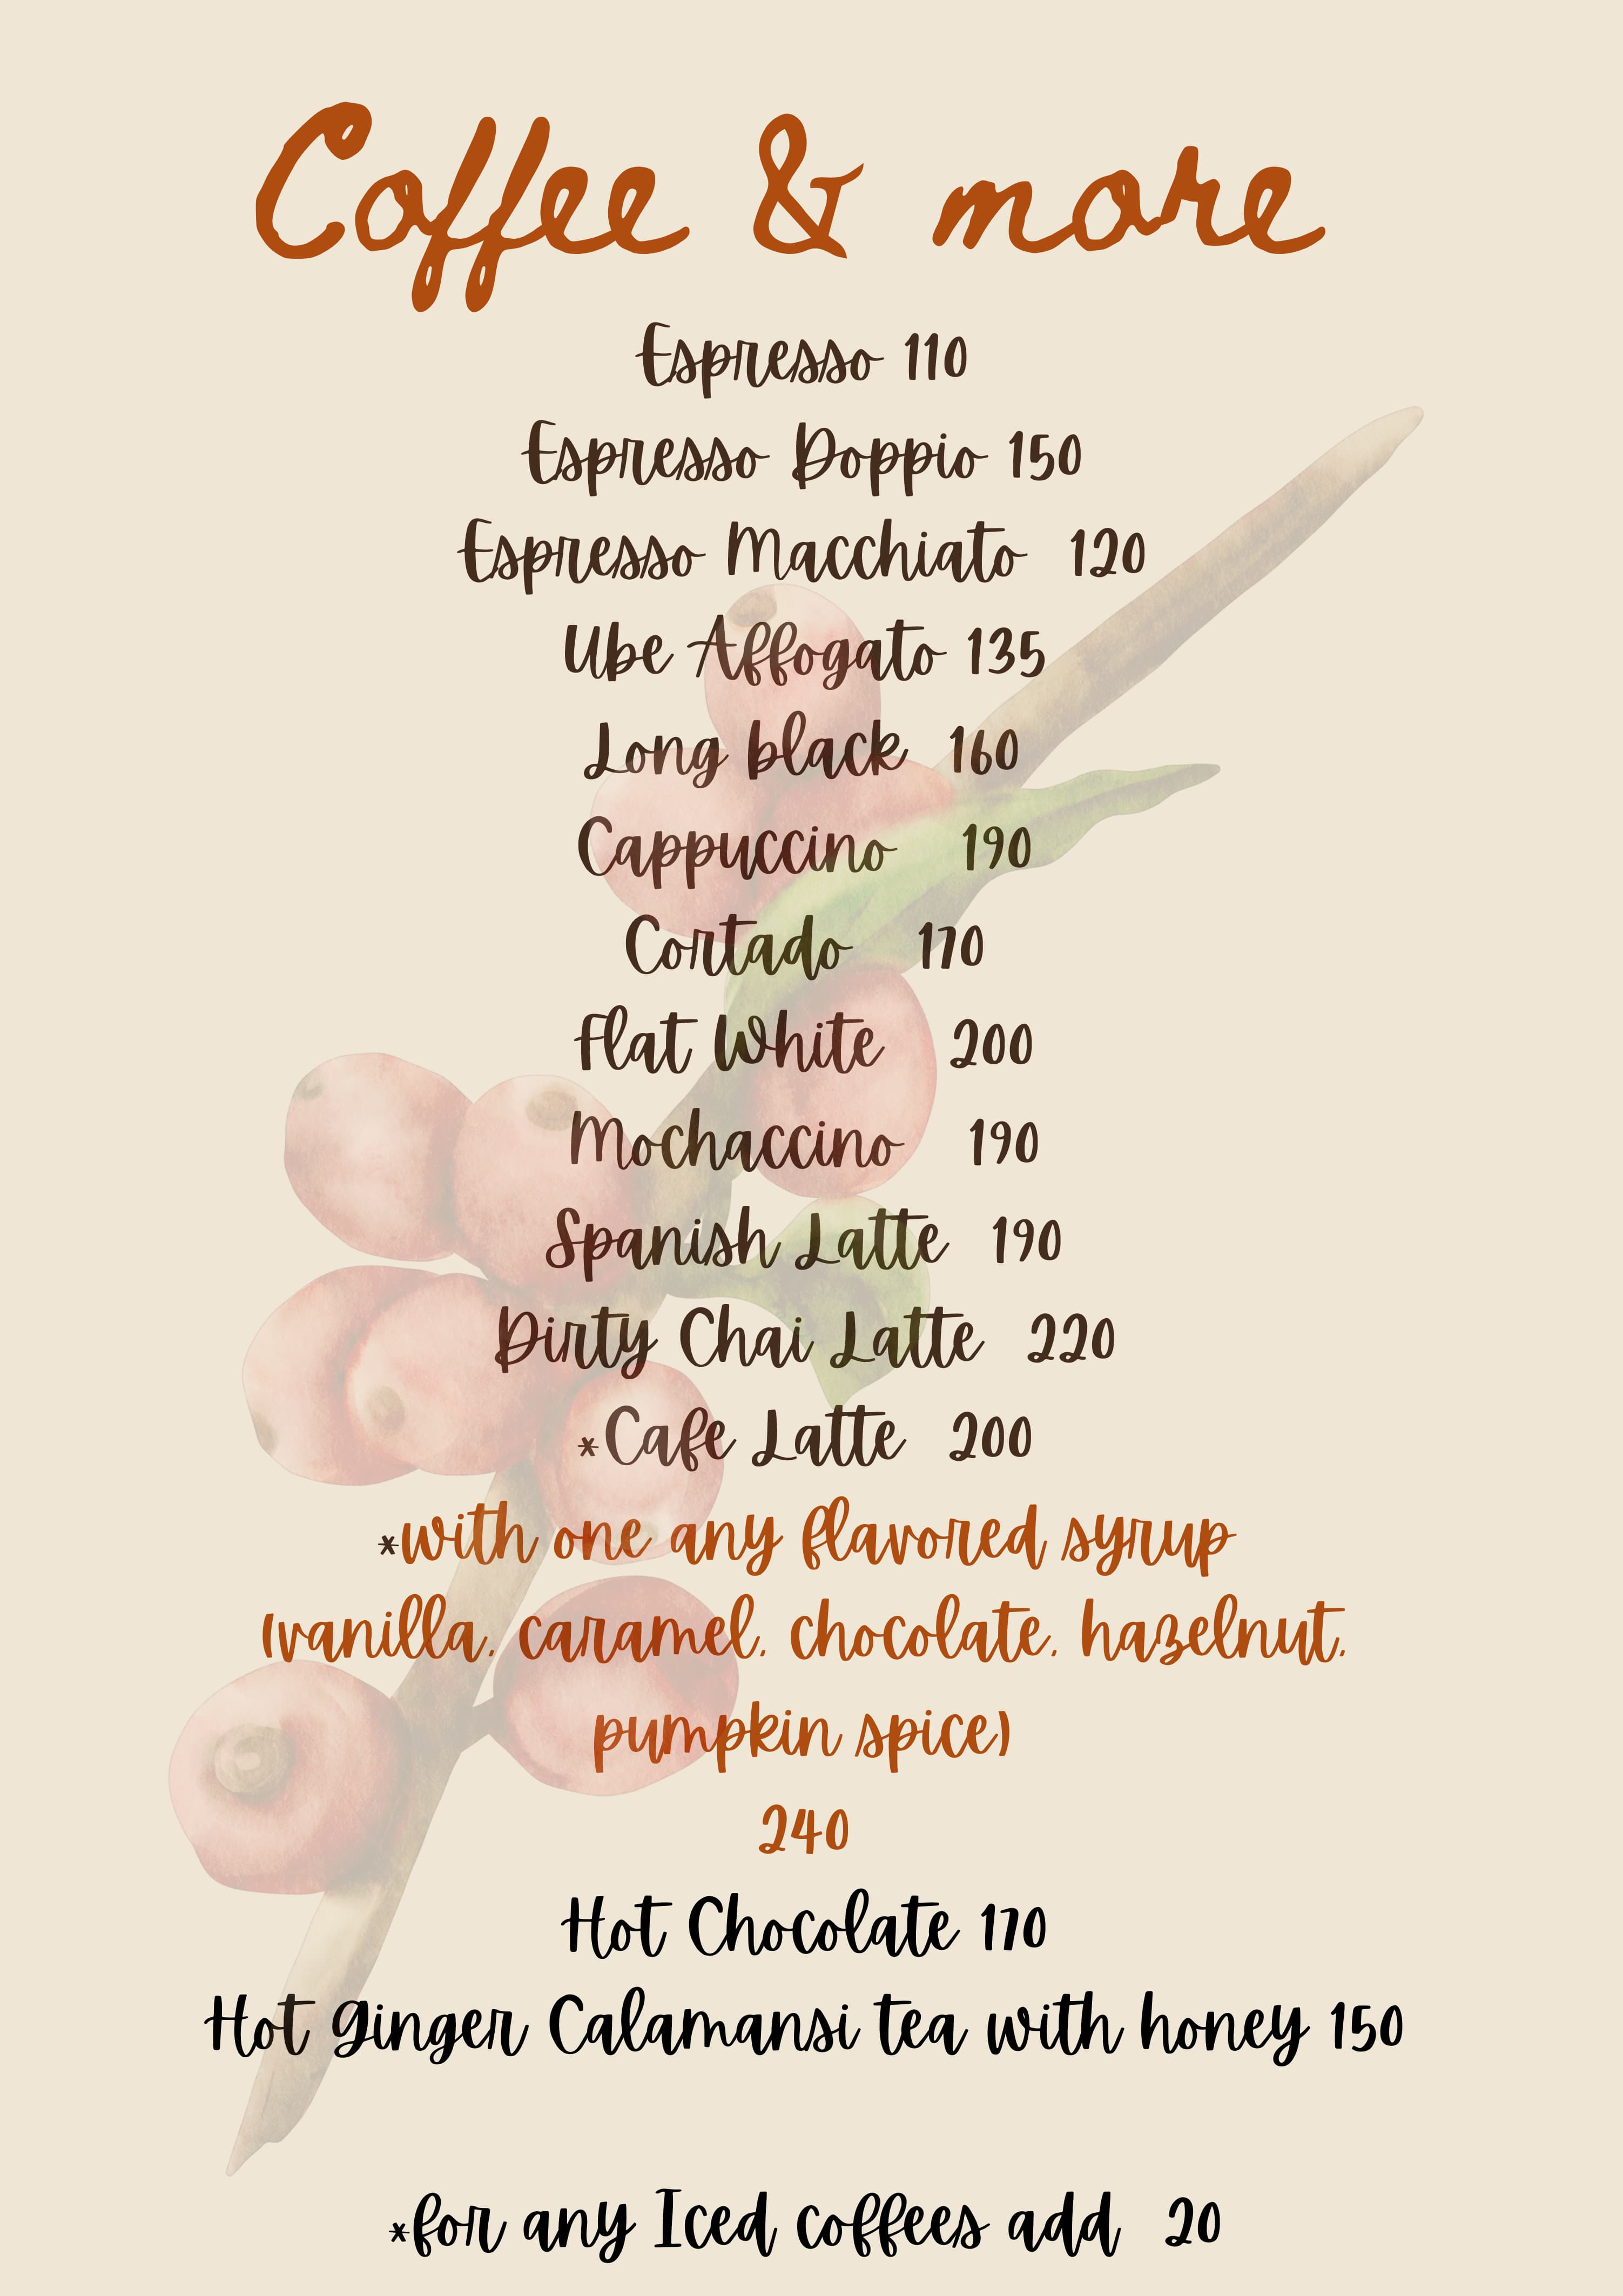 Coffee & more
Espresso 110
Espresso Doppio 150
Espresso Macchiato 120
Ube Affogato 135
Long black 160
Cappuccino 190
Cortado 170
Flat White 200
Mochaccino 190
Spanish Latte 190
Dirty Chai Latte 220
*Cafe Latte 200
*with one any flavored syrup
(vanilla, caramel, chocolate, hazelnut,
pumpkin spice)
240
Hot Chocolate 170
Hot Ginger Calamansi tea with honey 150
*for any Iced coffees add 20